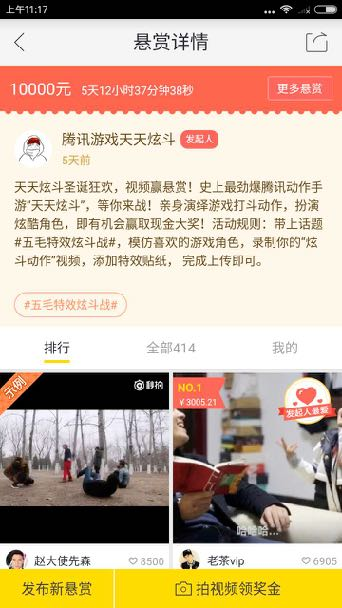 上午11:17
悬赏详情
10000元 5天12小时37分钟38秒 更多悬赏
腾讯游戏天天炫斗 发起人
5天前
天天炫斗圣诞狂欢，视频赢悬赏！史上最劲爆腾讯动作手
游“天天炫斗”，等你来战！亲身演绎游戏打斗动作，扮演
炫酷角色，即有机会赢取现金大奖！活动规则：带上话题
#五毛特效炫斗战#，模仿喜欢的游戏角色，录制你的“炫
斗动作”视频，添加特效贴纸， 完成上传即可。
#五毛特效炫斗战#
排行 全部414 我的
示例
秒拍
NO.1
￥3005.21
发起人悬赏
哈哈哈...
赵大使先森 3500
老茶vip 6905
发布新悬赏 拍视频领奖金